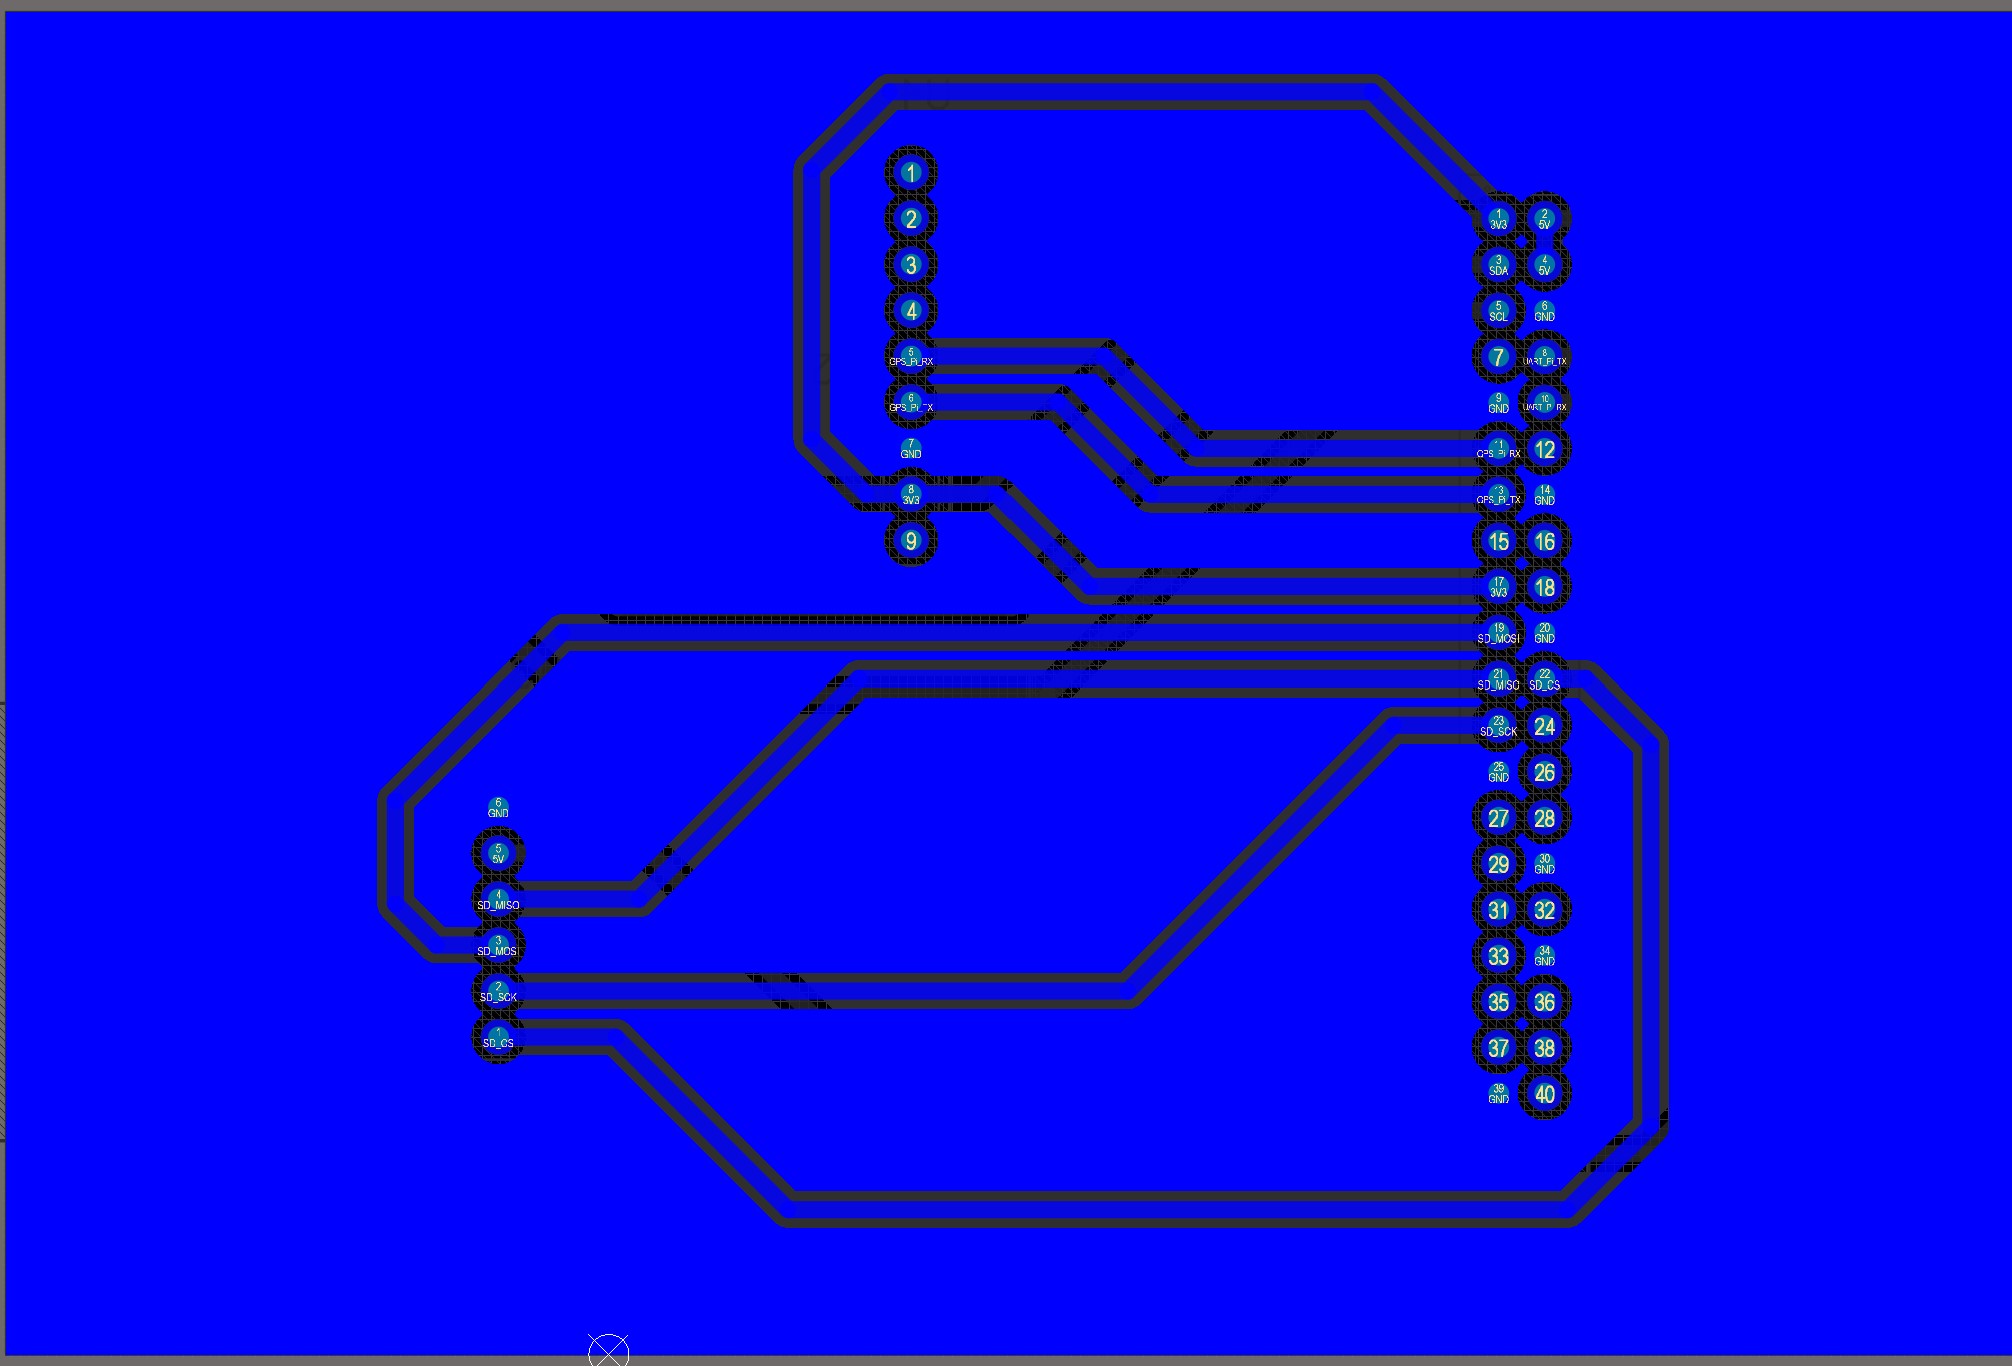 1
2
3
4
5
GPS_Pi_RX
6
GPS_Pi_TX
7
GND
8
3V3
9
1
3V3
2
5V
3
SDA
4
5V
5
SCL
6
GND
7
8
UART_Pi_TX
9
GND
10
UART_Pi_RX
11
GPS_Pi_RX
12
13
GPS_Pi_TX
14
GND
15
16
17
3V3
18
19
SD_MOSI
20
GND
21
SD_MISO
22
SD_CS
23
SD_SCK
24
25
GND
26
27
28
29
30
GND
31
32
33
34
GND
35
36
37
38
39
GND
40
6
GND
5
5V
4
SD_MISO
3
SD_MOSI
2
SD_SCK
1
SD_CS